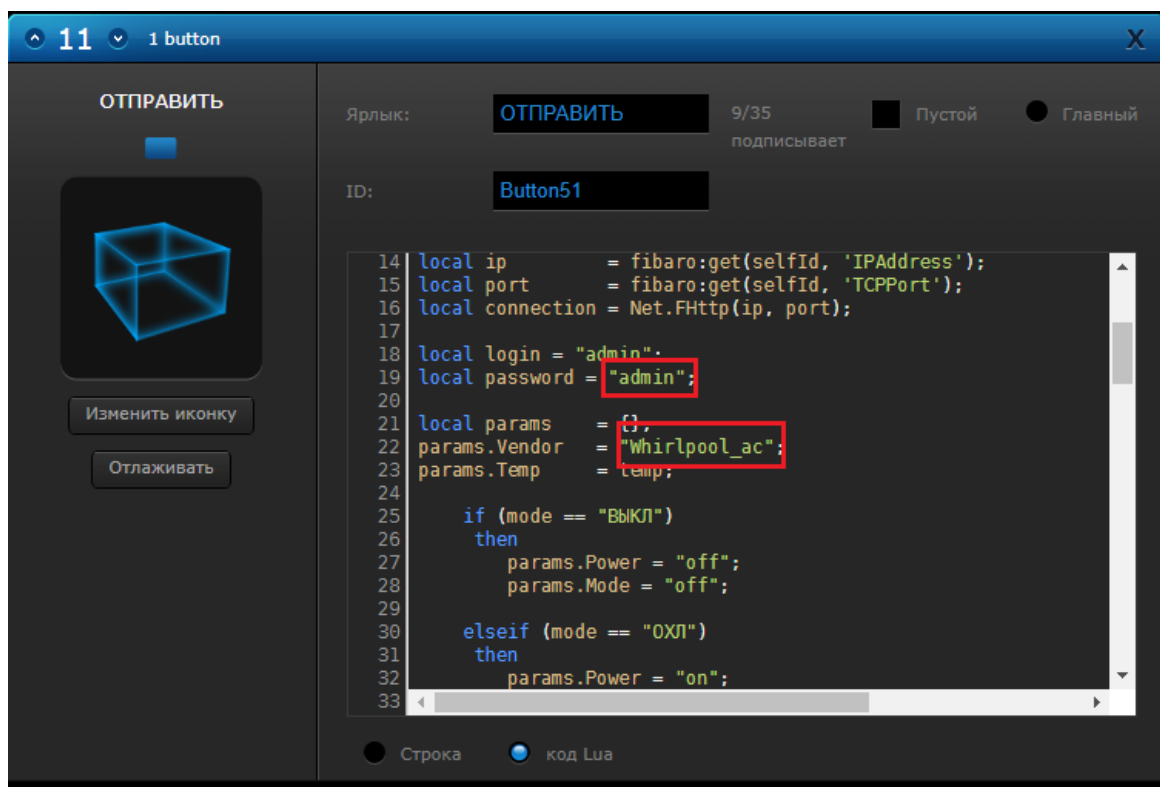 11 1 button X
ОТПРАВИТЬ
Изменить иконку
Отлаживать
Ярлык: ОТПРАВИТЬ 9/35 Пустой Главный
подписывает
ID: Button51
14 local ip = fibaro:get(selfId, 'IPAddress');
15 local port = fibaro:get(selfId, 'TCPPort');
16 local connection = Net.FHttp(ip, port);
17
18 local login = "admin";
19 local password = "admin";
20
21 local params = {};
22 params.Vendor = "Whirlpool_ac";
23 params.Temp = temp;
24
25 if (mode == "ВЫКЛ")
26 then
27 params.Power = "off";
28 params.Mode = "off";
29
30 elseif (mode == "ОХЛ")
31 then
32 params.Power = "on";
33
Строка код Lua